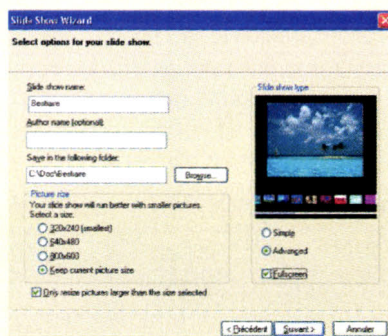 Slide Show Wizard
Select options for your slide show.
Slide show name:
Beshare
Author name (optional):
Save in the following folder:
C:\Doc\Beshare
Browse...
Picture size
Your slide show will run better with smaller pictures.
Select a size.
320x240 (smallest)
640x480
800x600
Keep current picture size
Only resize pictures larger than the size selected
Slide show type
Simple
Advanced
Fullscreen
< Précédent
Suivant >
Annuler